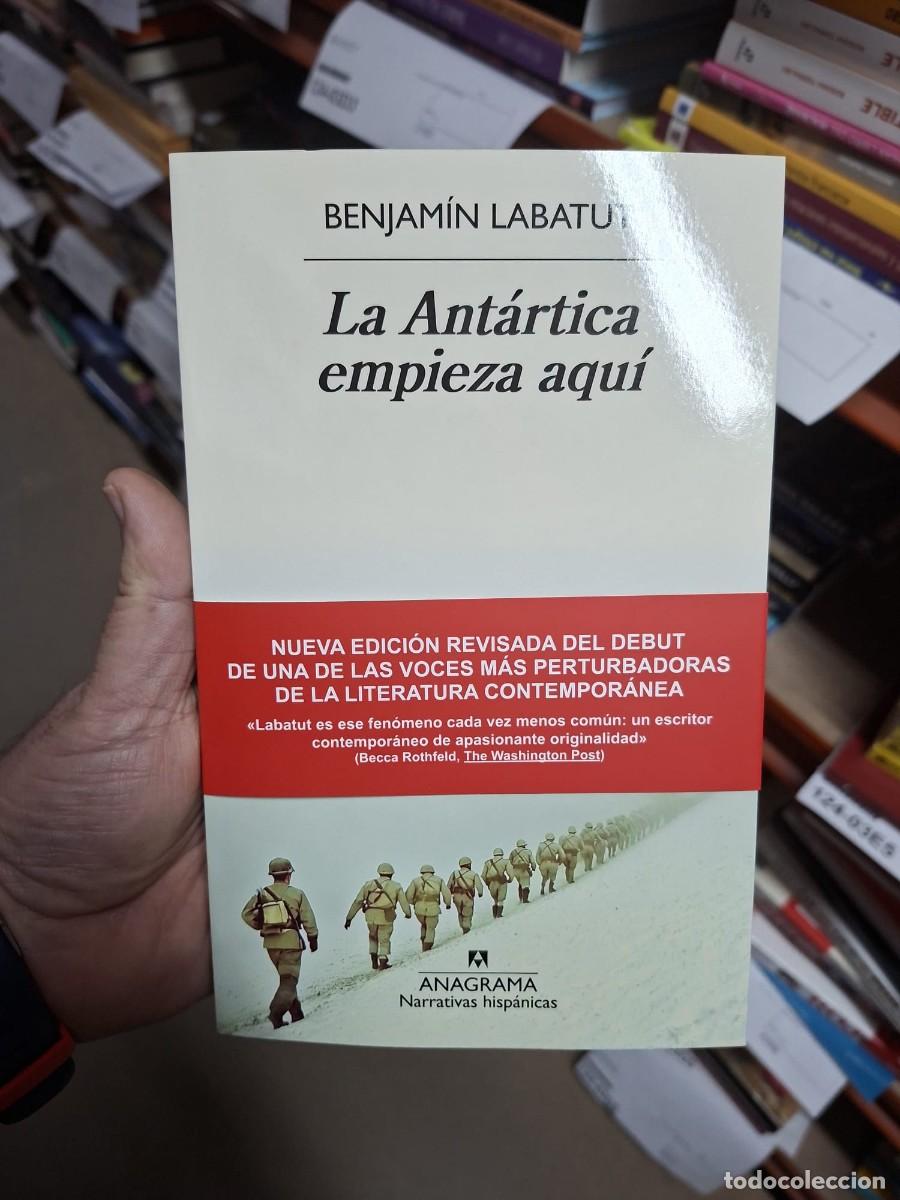 BENJAMÍN LABATUT
La Antártica
empieza aquí
NUEVA EDICIÓN REVISADA DEL DEBUT
DE UNA DE LAS VOCES MÁS PERTURBADORAS
DE LA LITERATURA CONTEMPORÁNEA
«Labatut es ese fenómeno cada vez menos común: un escritor
contemporáneo de apasionante originalidad»
(Becca Rothfeld, The Washington Post)
ANAGRAMA
Narrativas hispánicas
124-03E5
todocoleccion